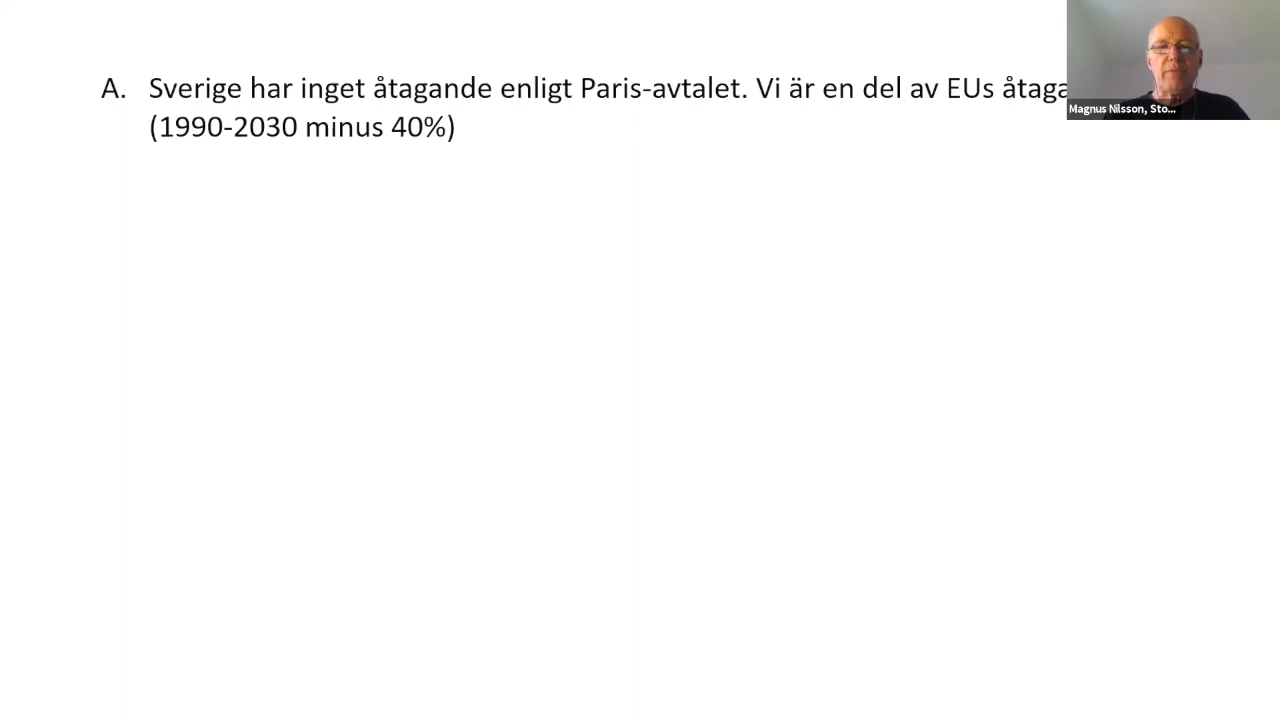 A. Sverige har inget åtagande enligt Paris-avtalet. Vi är en del av EUs
(1990-2030 minus 40%)
Magnus Nilsson, Sto...